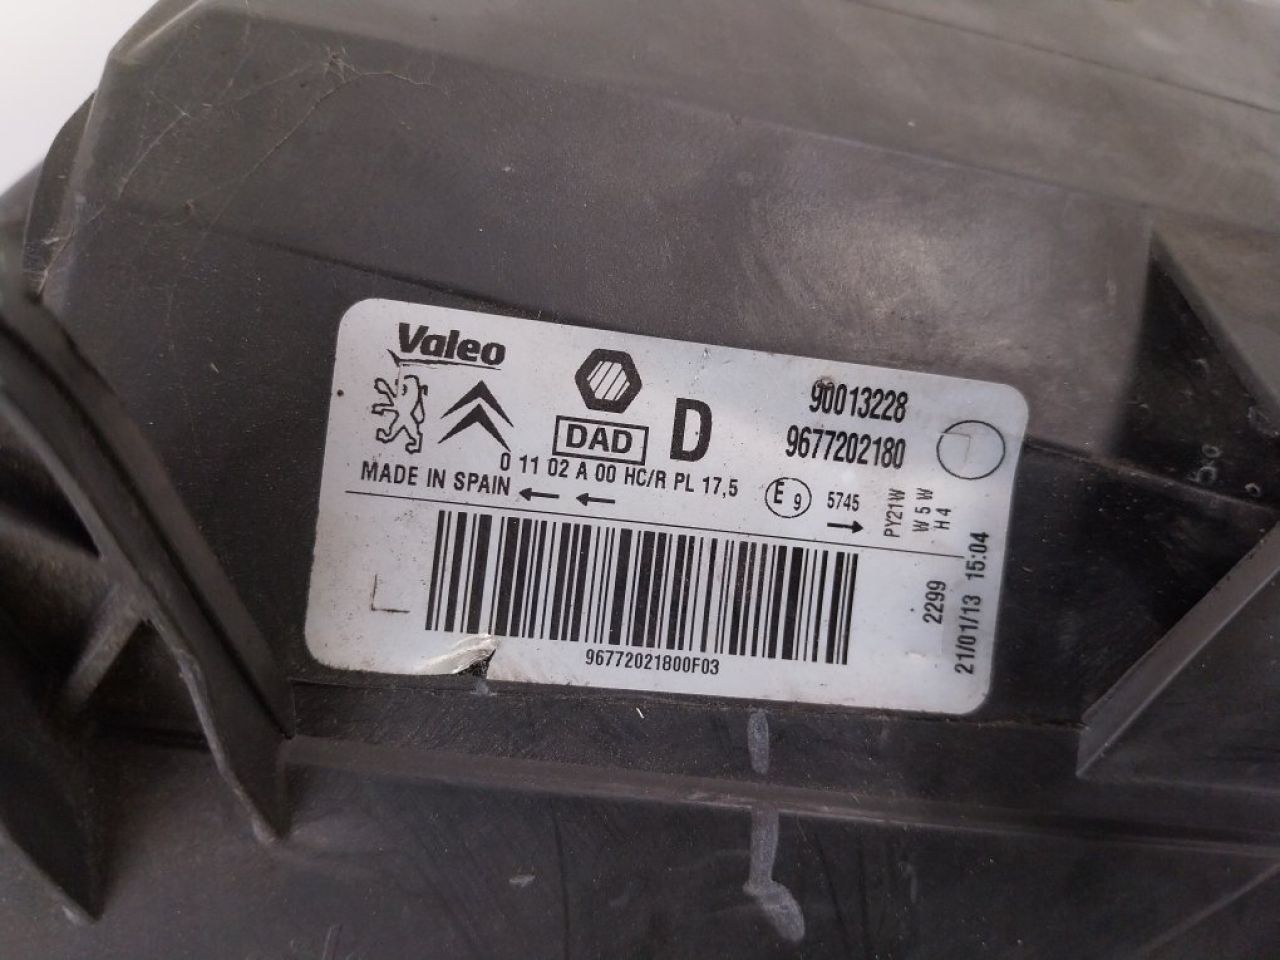 Valeo
DAD
D
90013228
9677202180
0 11 02 A 00 HC/R PL 17,5
MADE IN SPAIN
E 9
5745
PY21W
W 5 W
H 4
96772021800F03
2299
21/01/13 15:04